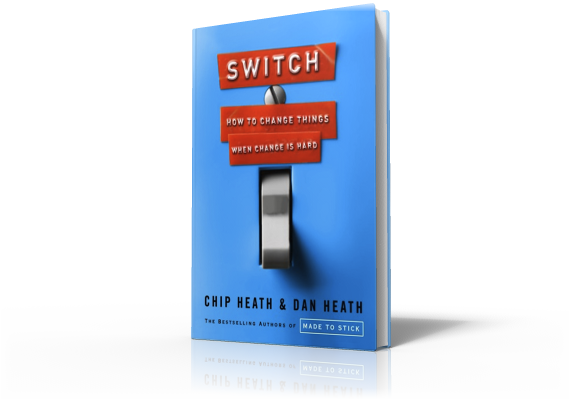 SWITCH
HOW TO CHANGE THINGS
WHEN CHANGE IS HARD
CHIP HEATH & DAN HEATH
THE BESTSELLING AUTHORS OF MADE TO STICK